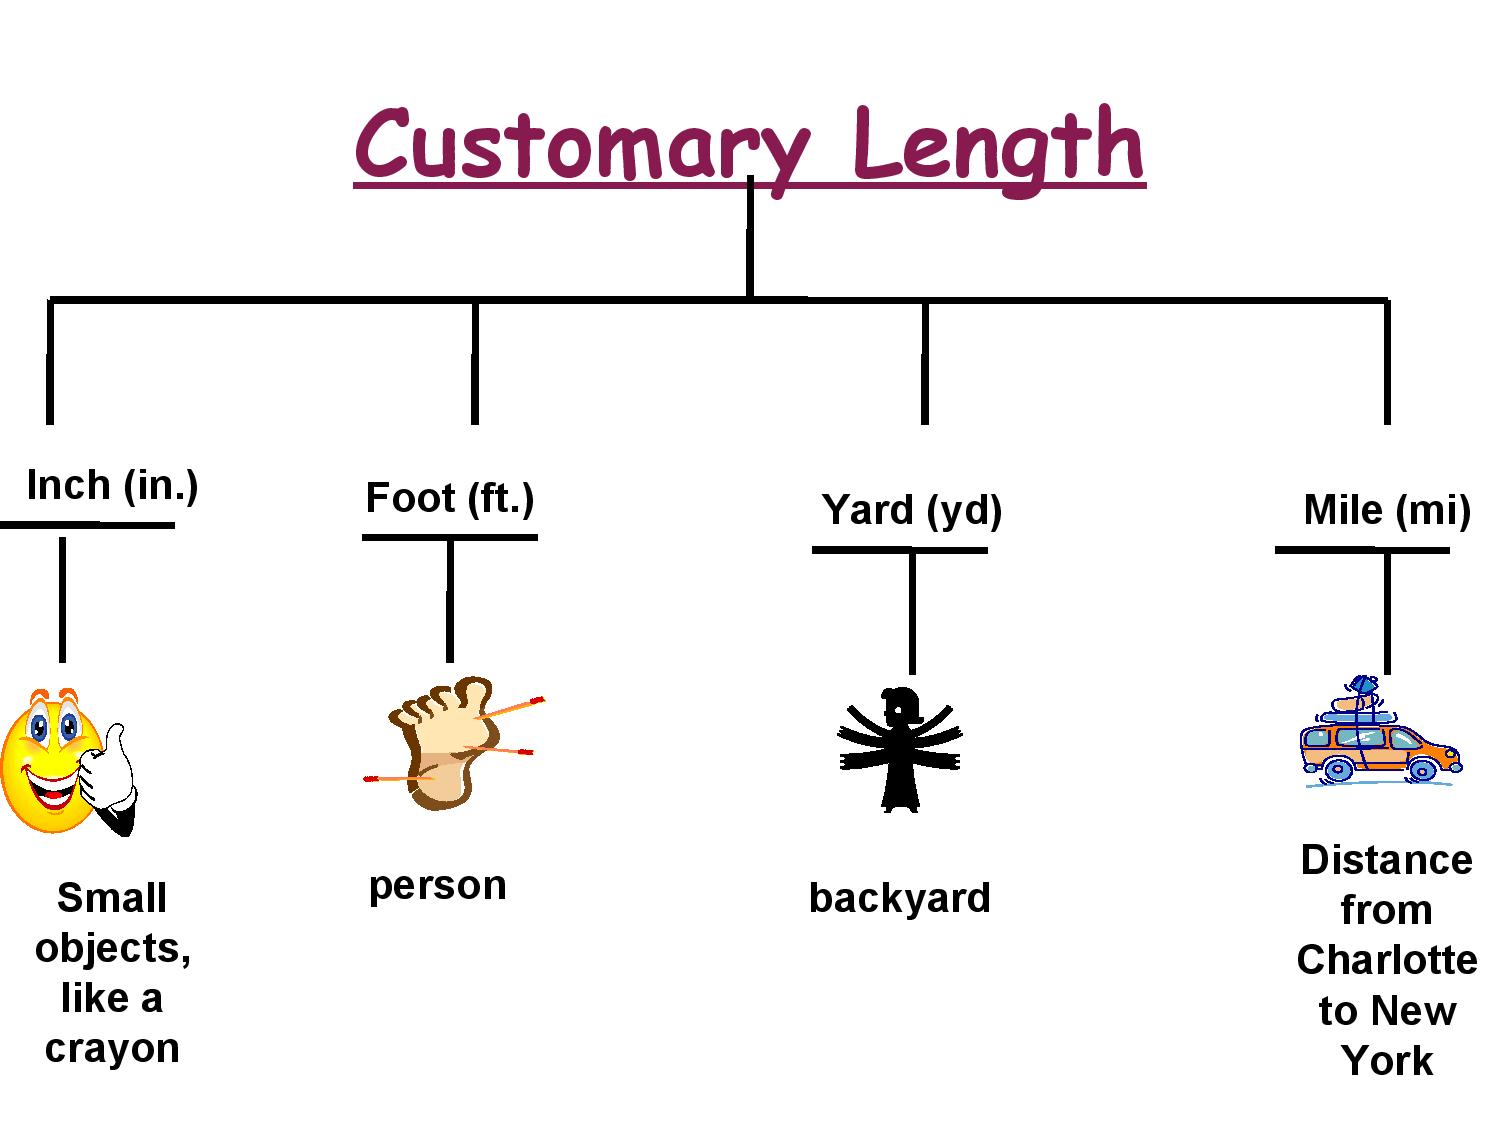 Customary Length
Inch (in.)
Foot (ft.)
Yard (yd)
Mile (mi)
Small
objects,
like a
crayon
person
backyard
Distance
from
Charlotte
to New
York